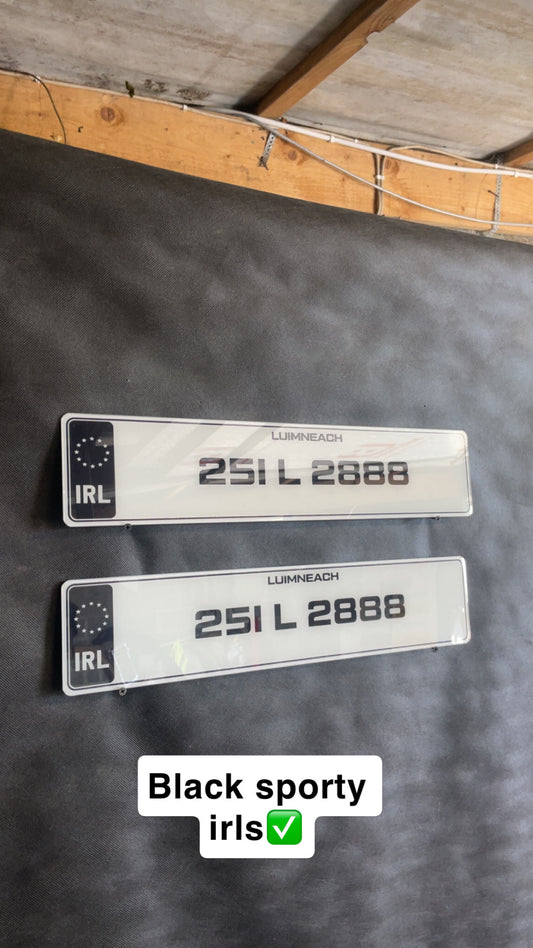 LUIMNEACH
251 L 2888
IRL
LUIMNEACH
251 L 2888
IRL
Black sporty
irls✅